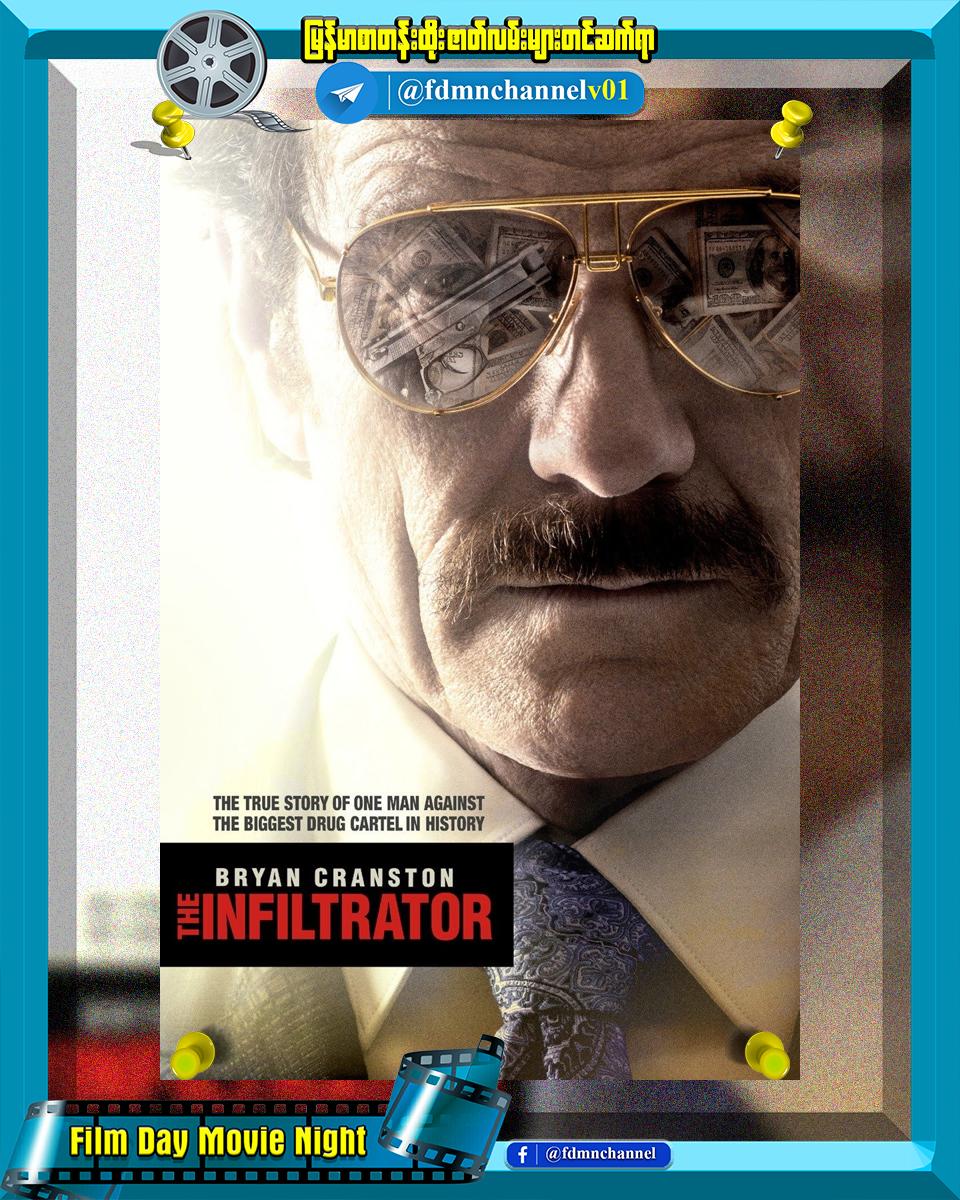 မြန်မာစာတန်းထိုးဇာတ်လမ်းများတင်ဆက်ရာ
@fdmnchannelv01
THE TRUE STORY OF ONE MAN AGAINST
THE BIGGEST DRUG CARTEL IN HISTORY
BRYAN CRANSTON
THE INFILTRATOR
Film Day Movie Night
@fdmnchannel